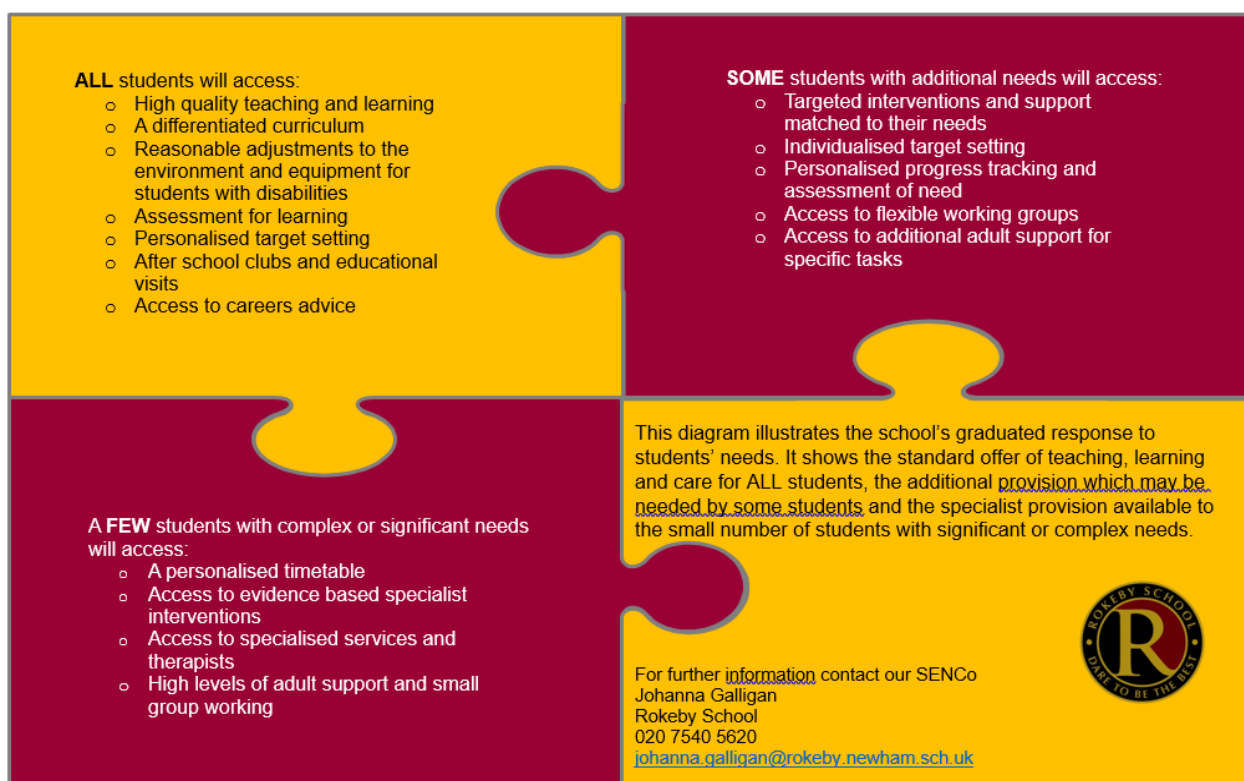 ALL students will access:
o High quality teaching and learning
o A differentiated curriculum
o Reasonable adjustments to the
environment and equipment for
students with disabilities
o Assessment for learning
o Personalised target setting
o After school clubs and educational
visits
o Access to careers advice
SOME students with additional needs will access:
o Targeted interventions and support
matched to their needs
o Individualised target setting
o Personalised progress tracking and
assessment of need
o Access to flexible working groups
o Access to additional adult support for
specific tasks
A FEW students with complex or significant needs
will access:
o A personalised timetable
o Access to evidence based specialist
interventions
o Access to specialised services and
therapists
o High levels of adult support and small
group working
This diagram illustrates the school's graduated response to
students' needs. It shows the standard offer of teaching, learning
and care for ALL students, the additional provision which may be
needed by some students and the specialist provision available to
the small number of students with significant or complex needs.
ROKEBY SCHOOL
R
DARE TO BE THE BEST
For further information contact our SENCo
Johanna Galligan
Rokeby School
020 7540 5620
johanna.galligan@rokeby.newham.sch.uk